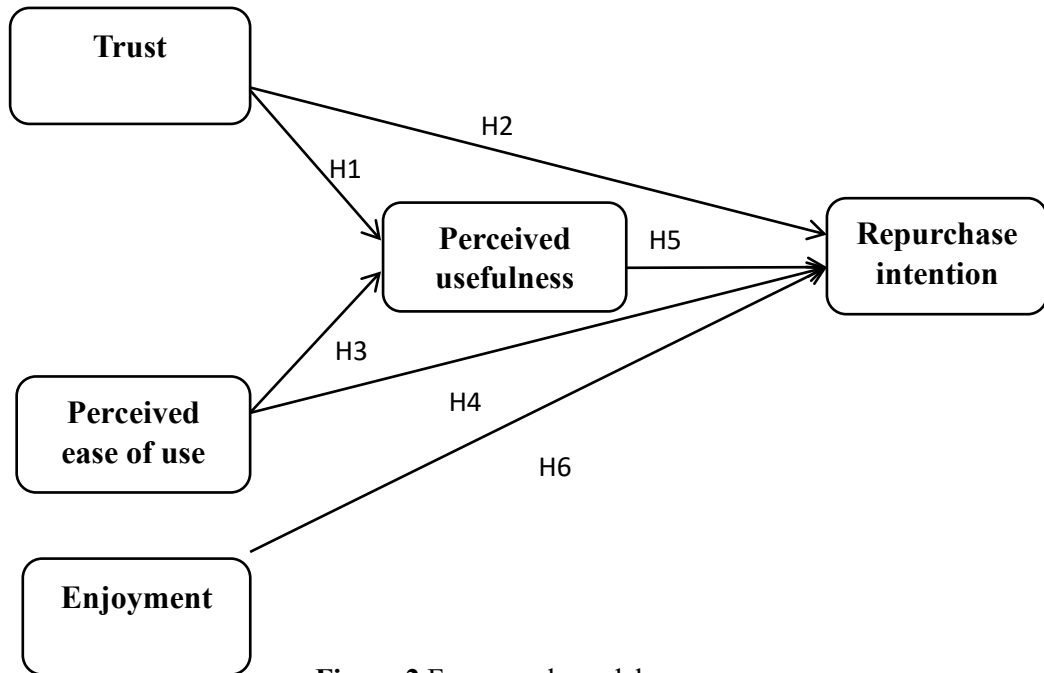 Trust
H2
H1
Perceived
usefulness
H5
Repurchase
intention
H3
Perceived
ease of use
H4
H6
Enjoyment